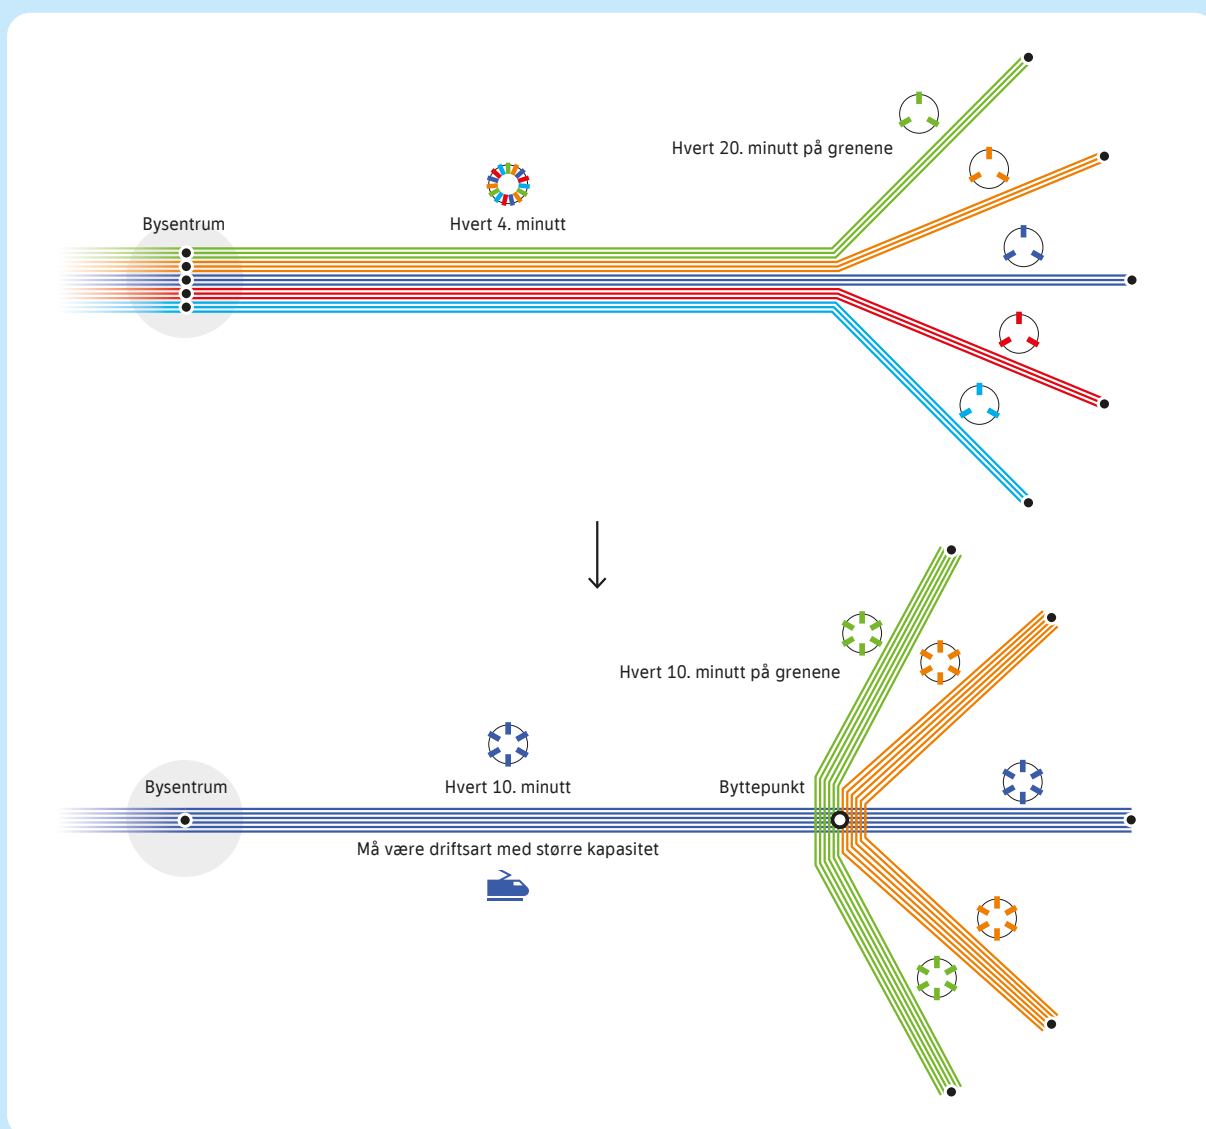 Hvert 20. minutt på grenene
Bysentrum
Hvert 4. minutt
Hvert 10. minutt på grenene
Bysentrum
Hvert 10. minutt
Byttepunkt
Må være driftsart med større kapasitet